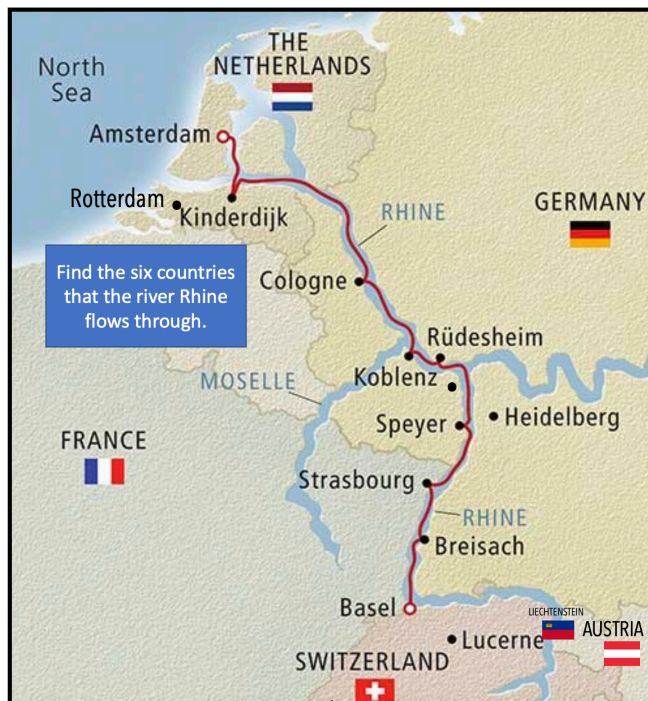 North
Sea
THE
NETHERLANDS
Amsterdam
Rotterdam
Kinderdijk
RHINE
GERMANY
Find the six countries
that the river Rhine
flows through.
Cologne
Rüdesheim
Koblenz
MOSELLE
Heidelberg
Speyer
FRANCE
Strasbourg
RHINE
Breisach
Basel
LIECHTENSTEIN
AUSTRIA
Lucerne
SWITZERLAND